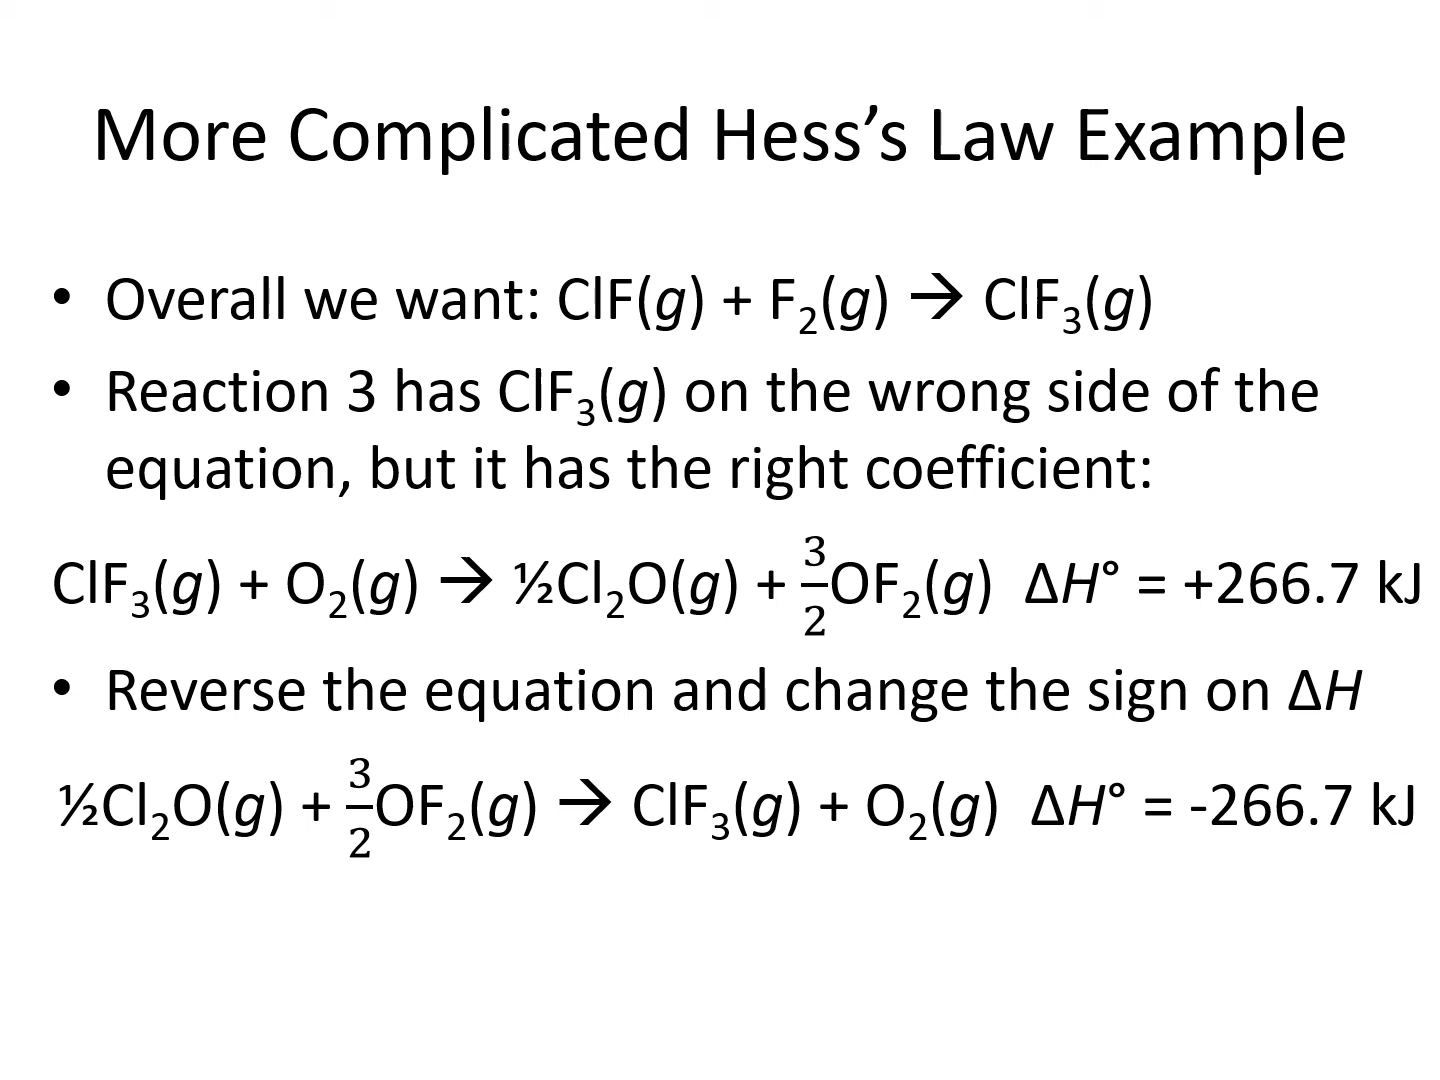 More Complicated Hess’s Law Example
• Overall we want: ClF(g) + F₂(g) → ClF₃(g)
• Reaction 3 has ClF₃(g) on the wrong side of the
equation, but it has the right coefficient:
ClF₃(g) + O₂(g) → ½Cl₂O(g) + 3/2OF₂(g) ΔH° = +266.7 kJ
• Reverse the equation and change the sign on ΔH
½Cl₂O(g) + 3/2OF₂(g) → ClF₃(g) + O₂(g) ΔH° = -266.7 kJ